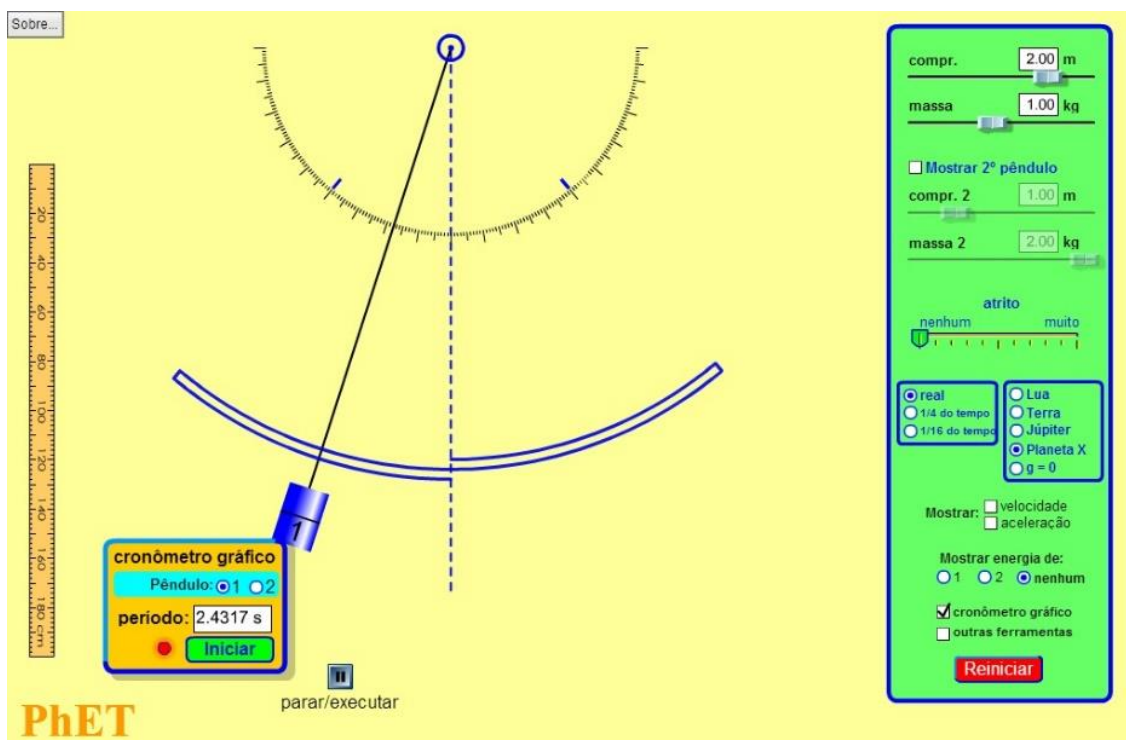 Sobre...
compr. 2.00 m
massa 1.00 kg
Mostrar 2º pêndulo
compr. 2 1.00 m
massa 2 2.00 kg
atrito
nenhum muito
real
1/4 do tempo
1/16 do tempo
Lua
Terra
Júpiter
Planeta X
g = 0
Mostrar: velocidade
aceleração
Mostrar energia de:
1 2 nenhum
cronômetro gráfico
outras ferramentas
Reiniciar
20
40
60
80
100
120
140
160
180 cm
1
cronômetro gráfico
Pêndulo: 1 2
período: 2.4317 s
Iniciar
parar/executar
PhET